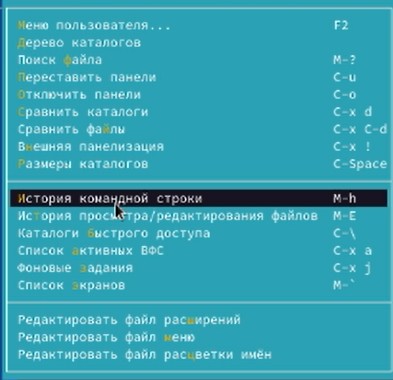 Меню пользователя... F2
Дерево каталогов
Поиск файла M-?
Переставить панели C-u
Отключить панели C-o
Сравнить каталоги C-x d
Сравнить файлы C-x C-d
Внешняя панелизация C-x !
Размеры каталогов C-Space
История командной строки M-h
История просмотра/редактирования файлов M-E
Каталоги быстрого доступа C-\
Список активных ВФС C-x a
Фоновые задания C-x j
Список экранов M-`
Редактировать файл расширений
Редактировать файл меню
Редактировать файл расцветки имён